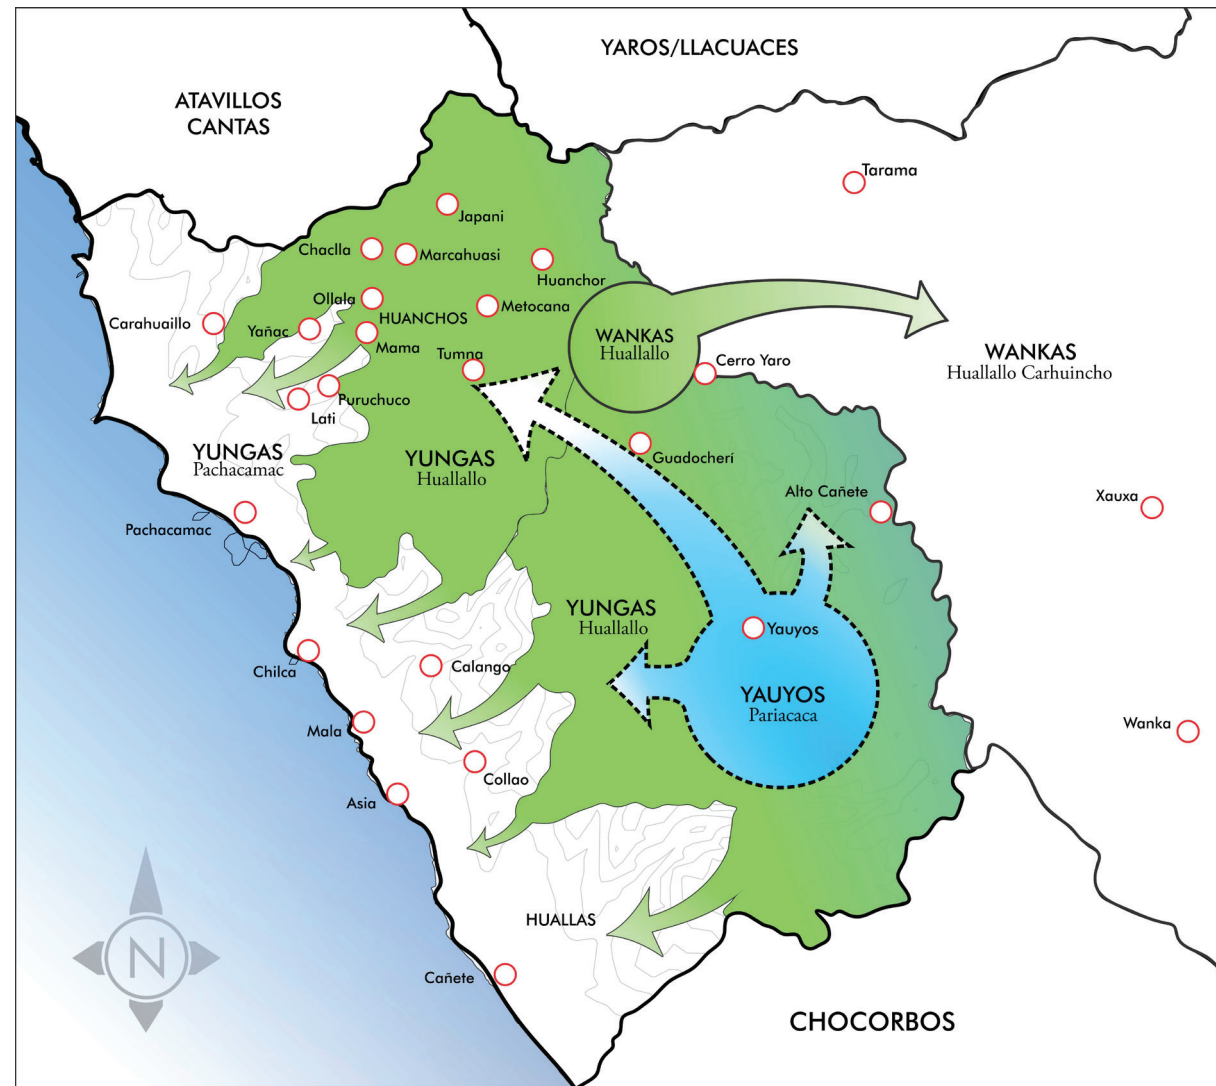 YAROS/LLACUACES
ATAVILLOS
CANTAS
Tarama
Japani
Chaclla
Marcahuasi
Huanchor
Ollala
Metocana
HUANCHOS
Carahuaillo
Yañac
Mama
WANKAS
Huallallo
Tumna
Cerro Yaro
WANKAS
Huallallo Carhuincho
Puruchuco
Lati
YUNGAS
Pachacamac
YUNGAS
Huallallo
Guadocherí
Alto Cañete
Xauxa
Pachacamac
YUNGAS
Huallallo
Yauyos
Chilca
Calango
YAUYOS
Pariacaca
Mala
Wanka
Collao
Asia
HUALLAS
N
Cañete
CHOCORBOS